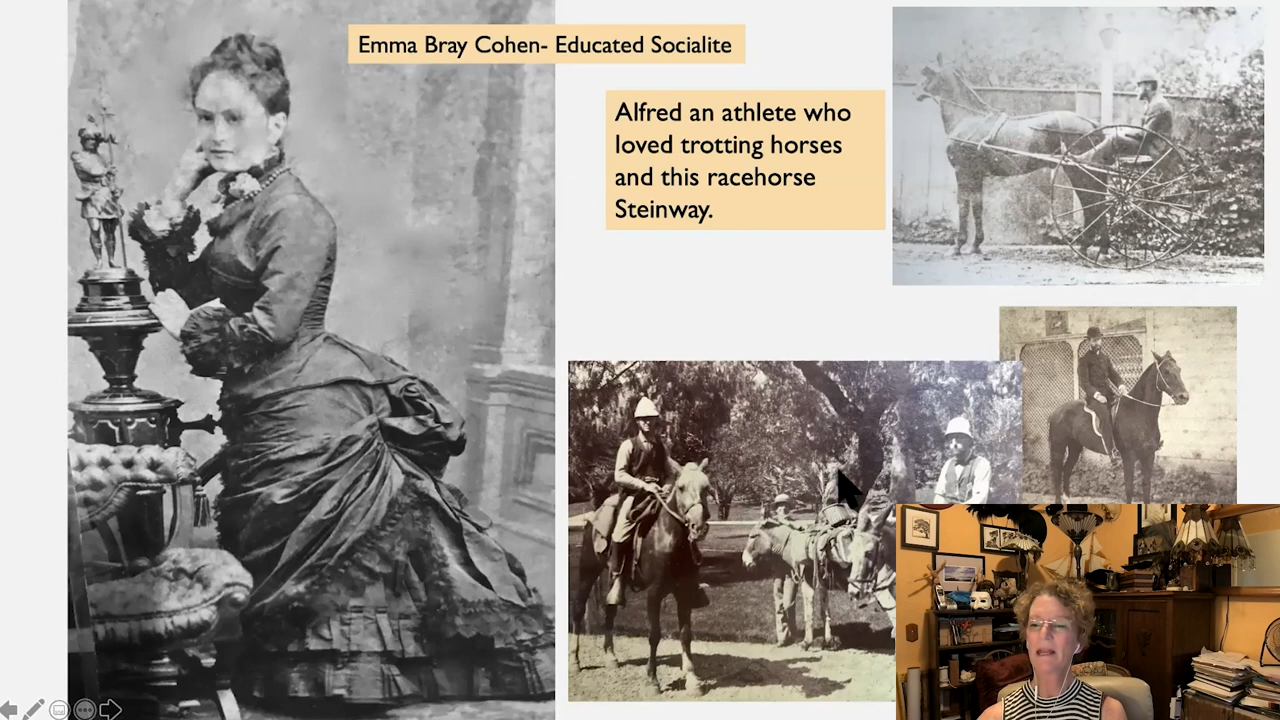 Emma Bray Cohen- Educated Socialite
Alfred an athlete who
loved trotting horses
and this racehorse
Steinway.